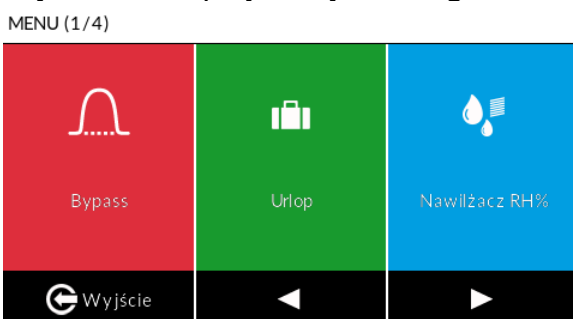 MENU (1/4)
Bypass
Urlop
Nawilżacz RH%
Wyjście